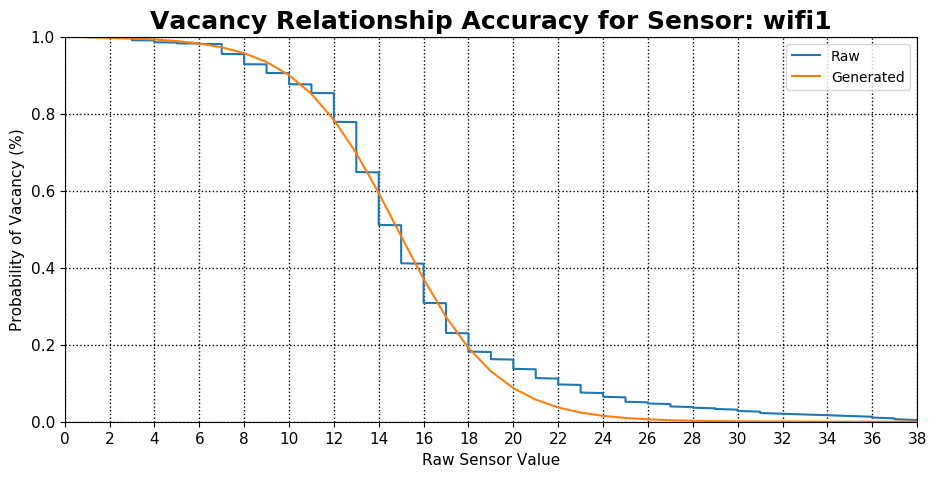 Vacancy Relationship Accuracy for Sensor: wifi1
Probability of Vacancy (%)
1.0
0.8
0.6
0.4
0.2
0.0
Raw
Generated
0 2 4 6 8 10 12 14 16 18 20 22 24 26 28 30 32 34 36 38
Raw Sensor Value